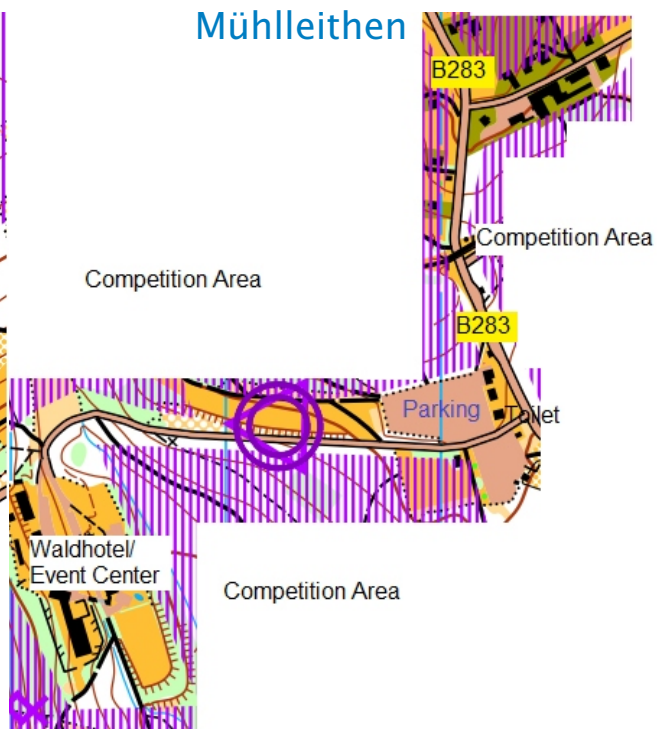 Mühlleithen
B283
Competition Area
Competition Area
B283
Parking
Toilet
Waldhotel/
Event Center
Competition Area